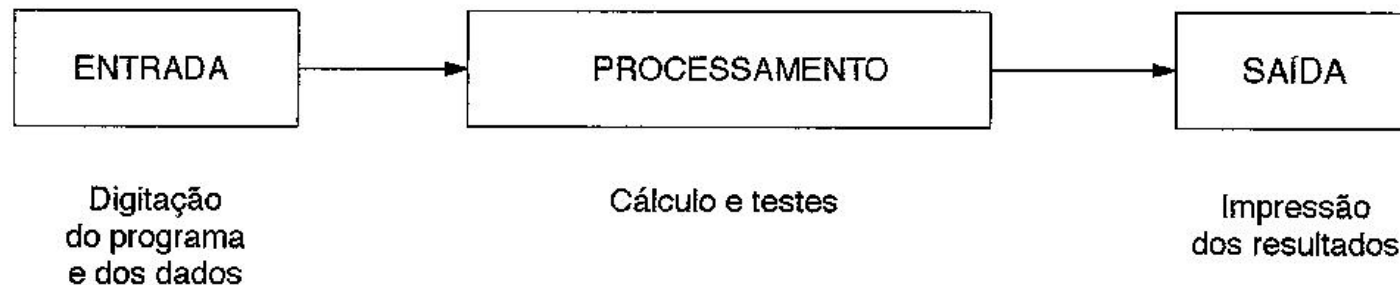 ENTRADA
PROCESSAMENTO
SAÍDA
Digitação
do programa
e dos dados
Cálculo e testes
Impressão
dos resultados